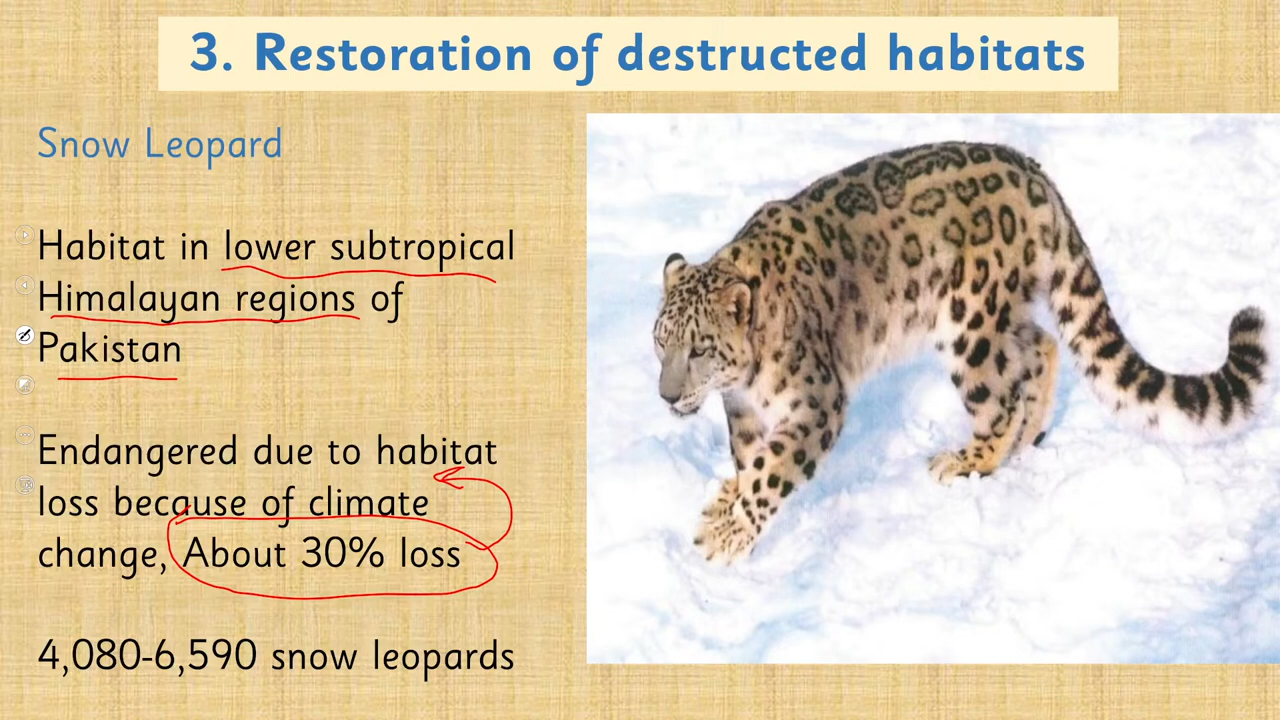 3. Restoration of destructed habitats
Snow Leopard
Habitat in lower subtropical
Himalayan regions of
Pakistan
Endangered due to habitat
loss because of climate
change, About 30% loss
4,080-6,590 snow leopards